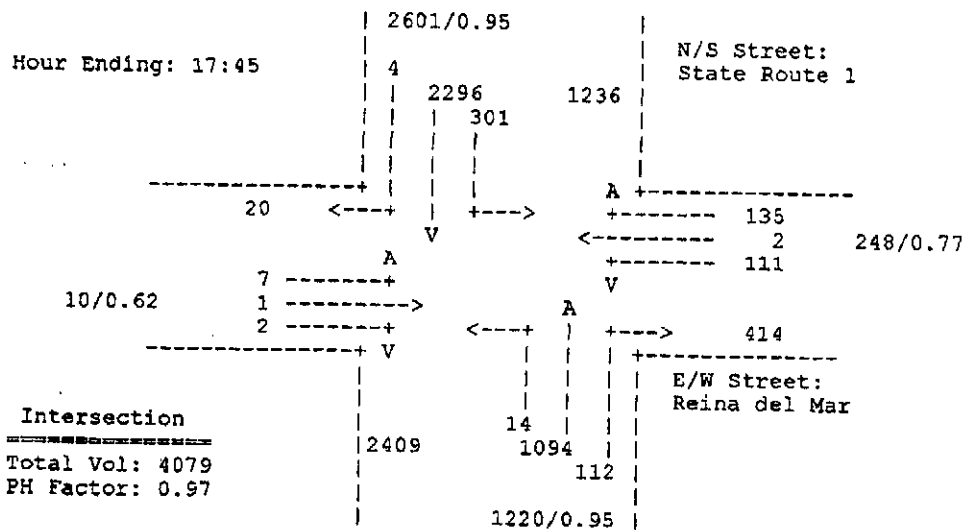 2601/0.95
Hour Ending: 17:45
N/S Street:
State Route 1
4
2296
301
1236
20 <---+ +---> A +------- 135
V <-------- 2 248/0.77
A +------- 111
7 ------+ V
10/0.62 1 --------> A
2 ------+ <---+ +---> 414
V
E/W Street:
Reina del Mar
Intersection
================
Total Vol: 4079
PH Factor: 0.97
2409
14
1094
112
1220/0.95